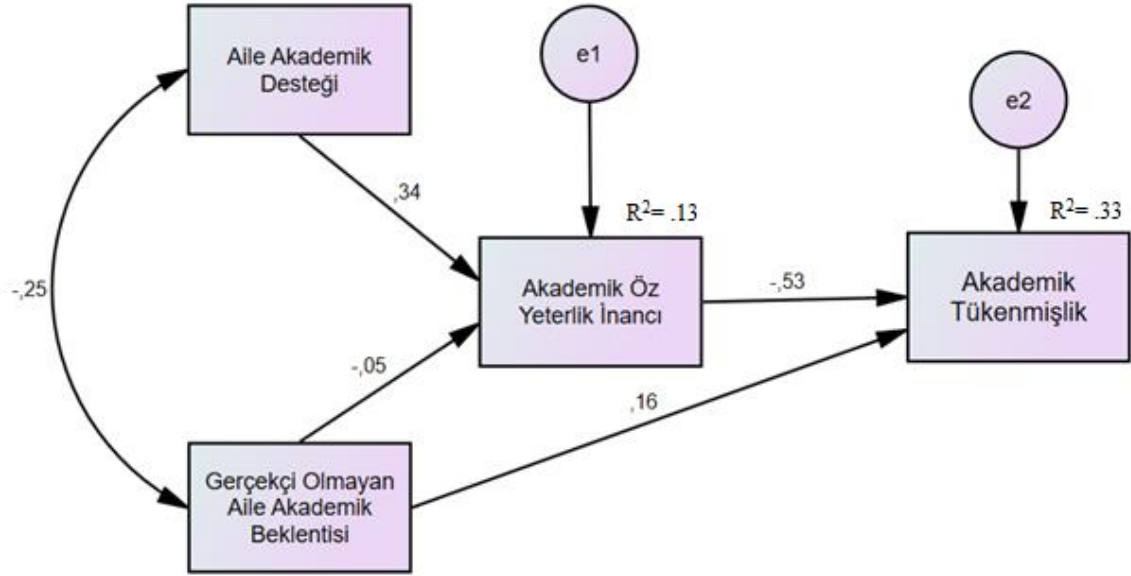 Aile Akademik
Desteği
e1
e2
,34
R²= .13
R²= .33
-,25
Akademik Öz
Yeterlik İnancı
-,53
Akademik
Tükenmişlik
-,05
,16
Gerçekçi Olmayan
Aile Akademik
Beklentisi